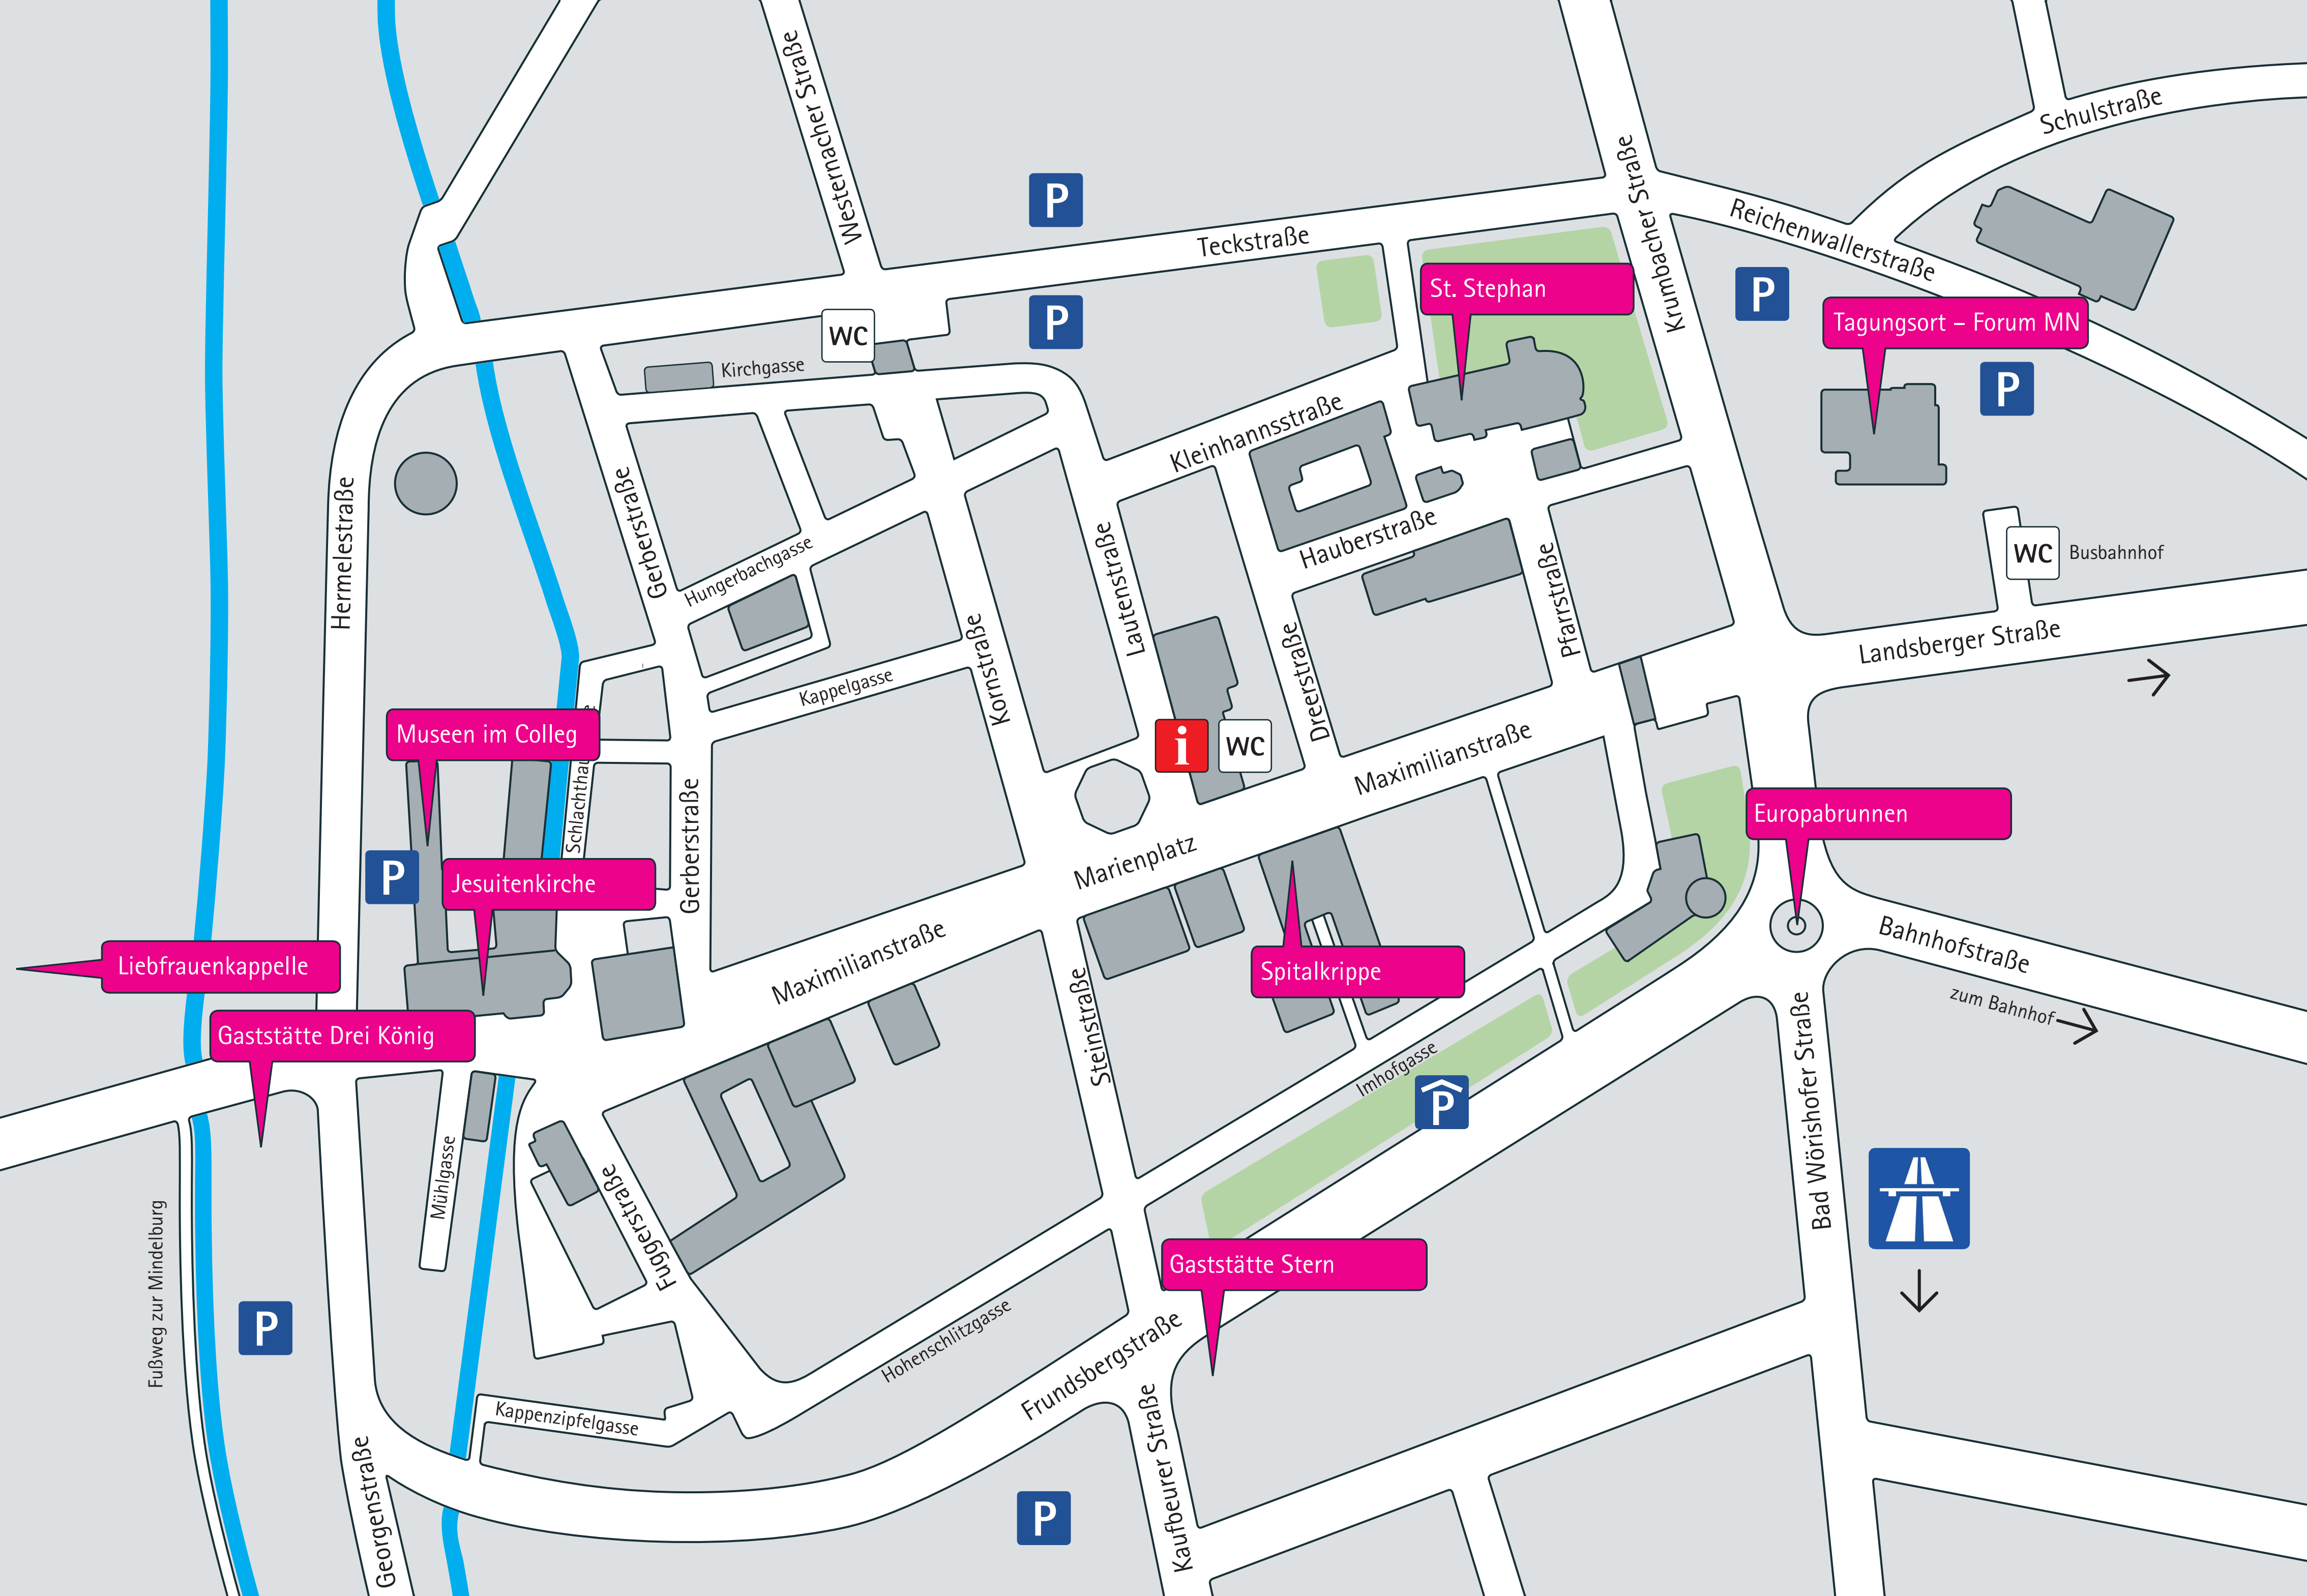 Westernacher Straße
Schulstraße
Krumbacher Straße
P
Reichenwallerstraße
Teckstraße
P
St. Stephan
P
Tagungsort – Forum MN
P
WC
Kirchgasse
P
Kleinhannsstraße
Hermelestraße
Gerberstraße
Hungerbachgasse
Lautenstraße
Hauberstraße
Pfarrstraße
WC
Busbahnhof
Landsberger Straße
Kornstraße
Dreerstraße
Kappelgasse
Museen im Colleg
i
WC
Maximilianstraße
Europabrunnen
Gerberstraße
Marienplatz
P
Jesuitenkirche
Maximilianstraße
Bahnhofstraße
Liebfrauenkappelle
Spitalkrippe
zum Bahnhof
Gaststätte Drei König
Steinstraße
Imhofgasse
P
Bad Wörishofer Straße
Mühlgasse
Fuggerstraße
Fußweg zur Mindelburg
Gaststätte Stern
P
Hohenschlitzgasse
Frundsbergstraße
Kappenzipfelgasse
Georgenstraße
P
Kaufbeurer Straße